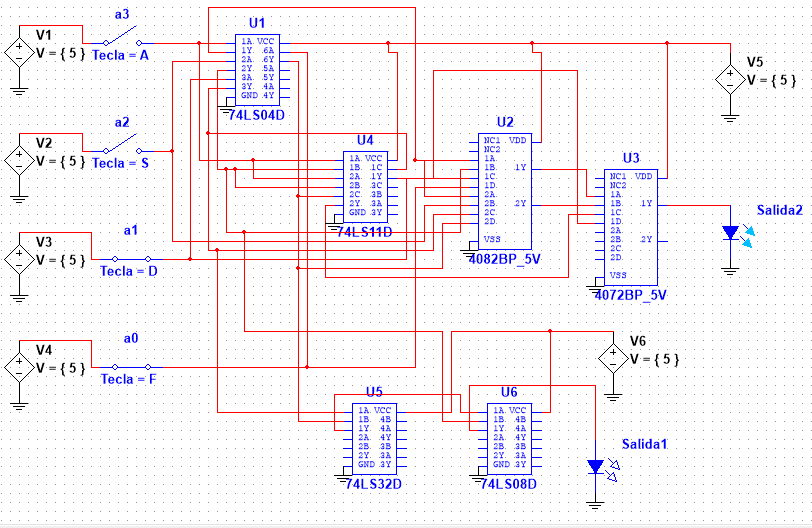 a3
U1
V1
V = { 5 }
Tecla = A
1A VCC
1Y 6A
2A 6Y
2Y 5A
3A 5Y
3Y 4A
GND 4Y
74LS04D
V5
V = { 5 }
a2
V2
V = { 5 }
Tecla = S
U4
1A VCC
1B 1C
2A 1Y
2B 3C
2C 3B
2Y 3A
GND 3Y
74LS11D
U2
NC1 VDD
NC2
1A
1B 1Y
1C
1D
2A
2B 2Y
2C
2D
VSS
4082BP_5V
U3
NC1 VDD
NC2
1A
1B 1Y
1C
1D
2A
2B 2Y
2C
2D
VSS
4072BP_5V
Salida2
a1
V3
V = { 5 }
Tecla = D
a0
V4
V = { 5 }
Tecla = F
V6
V = { 5 }
U5
1A VCC
1B 4B
1Y 4A
2A 4Y
2B 3B
2Y 3A
GND 3Y
74LS32D
U6
1A VCC
1B 4B
1Y 4A
2A 4Y
2B 3B
2Y 3A
GND 3Y
74LS08D
Salida1